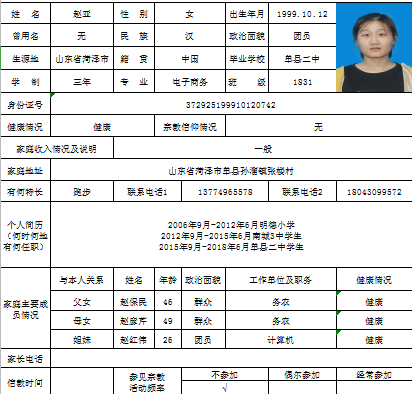 姓 名 赵亚 性 别 女 出生年月 1999.10.12
曾用名 无 民 族 汉 政治面貌 团员
生源地 山东省菏泽市 籍 贯 中国 毕业学校 单县二中
学 制 三年 专 业 电子商务 班 级 1831
身份证号 372925199910120742
健康情况 健康 宗教信仰情况 无
家庭收入情况及说明 一般
家庭地址 山东省菏泽市单县孙溜镇张楼村
有何特长 跑步 联系电话1 13774965578 联系电话2 18043099572
个人简历
(何时何地
有何任职)
2006年9月-2012年6月明德小学
2012年9月-2015年6月南城3中学生
2015年9月-2018年6月单县二中学生
家庭主要成
员情况
与本人关系 姓名 年龄 政治面貌 工作单位及职务 健康情况
父女 赵保民 46 群众 务农 健康
母女 赵彦芹 49 群众 务农 健康
姐妹 赵红伟 26 团员 计算机 健康
家长电话
信教时间 参见宗教
活动频率
不参加 偶尔参加 经常参加
√